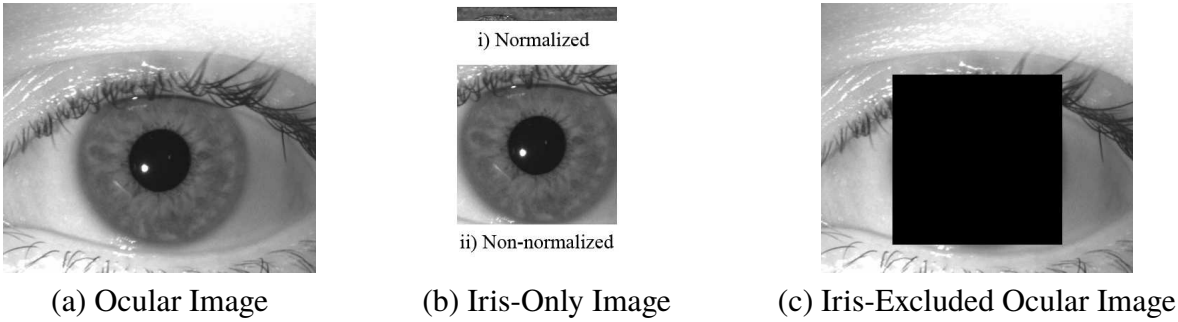 i) Normalized
ii) Non-normalized
(a) Ocular Image
(b) Iris-Only Image
(c) Iris-Excluded Ocular Image